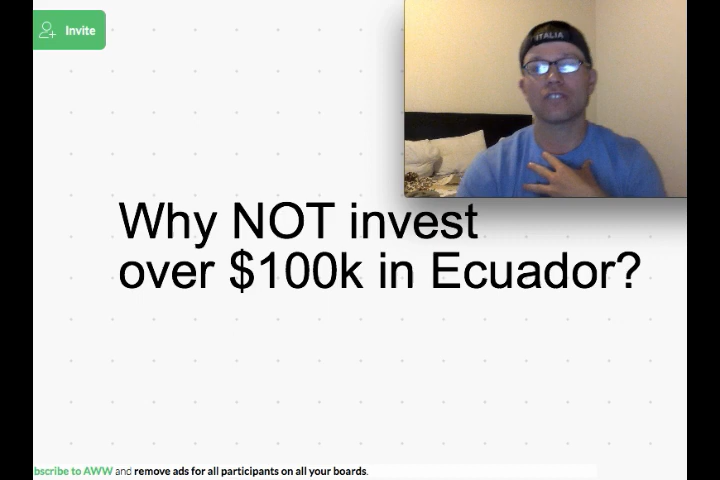 Invite
ITALIA
Why NOT invest
over $100k in Ecuador?
bscribe to AWW and remove ads for all participants on all your boards.